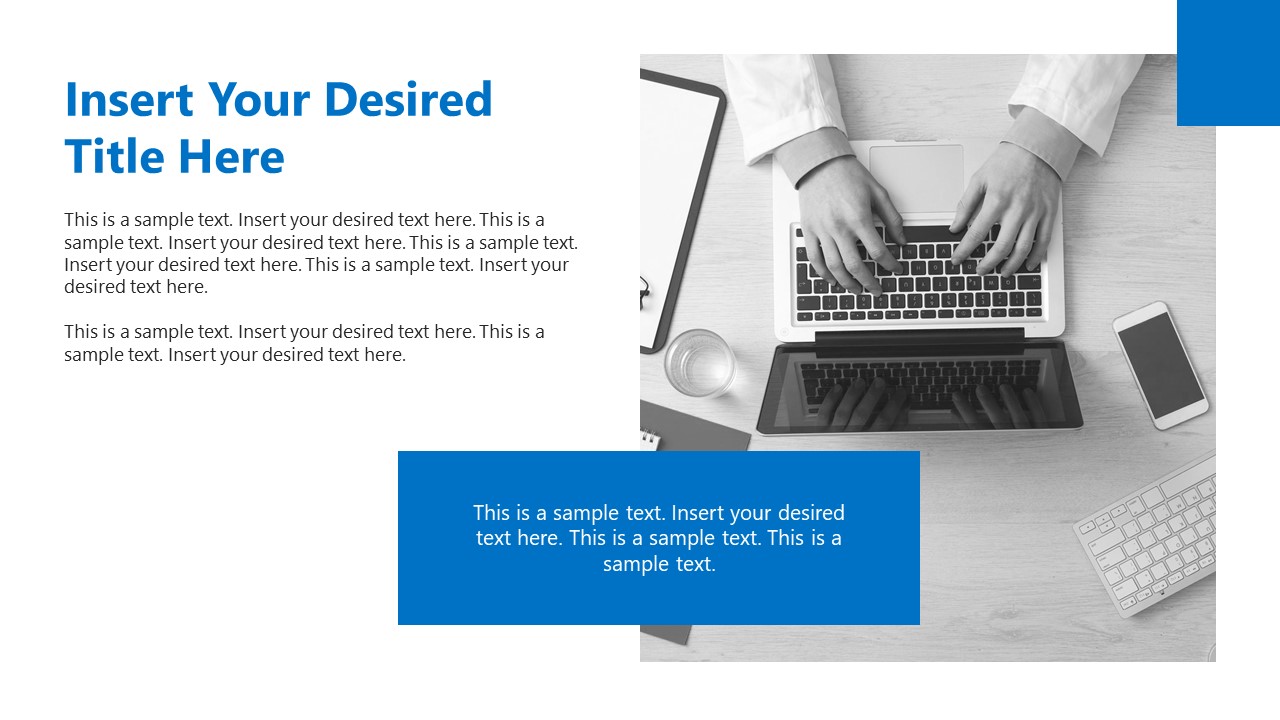 Insert Your Desired
Title Here
This is a sample text. Insert your desired text here. This is a
sample text. Insert your desired text here. This is a sample text.
Insert your desired text here. This is a sample text. Insert your
desired text here.
This is a sample text. Insert your desired text here. This is a
sample text. Insert your desired text here.
This is a sample text. Insert your desired
text here. This is a sample text. This is a
sample text.